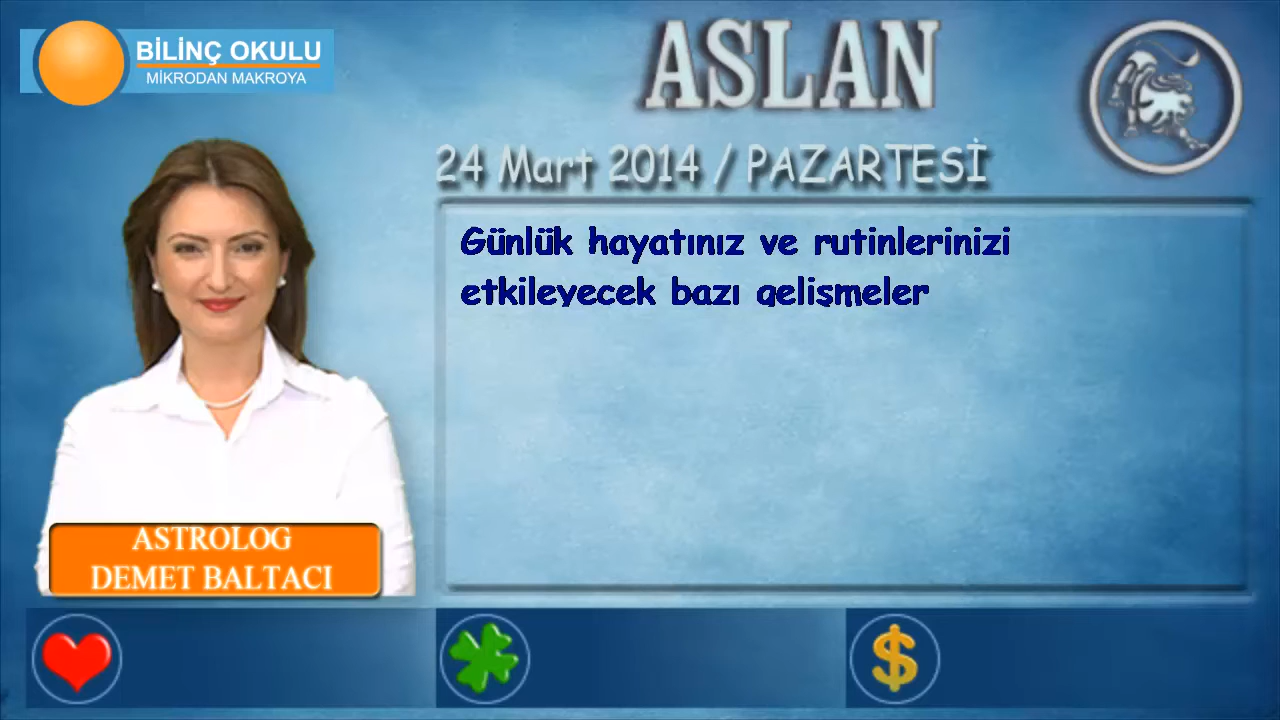 BİLİNÇ OKULU
MİKRODAN MAKROYA
ASLAN
24 Mart 2014 / PAZARTESİ
Günlük hayatınız ve rutinlerinizi
etkileyecek bazı gelişmeler
ASTROLOG
DEMET BALTACI